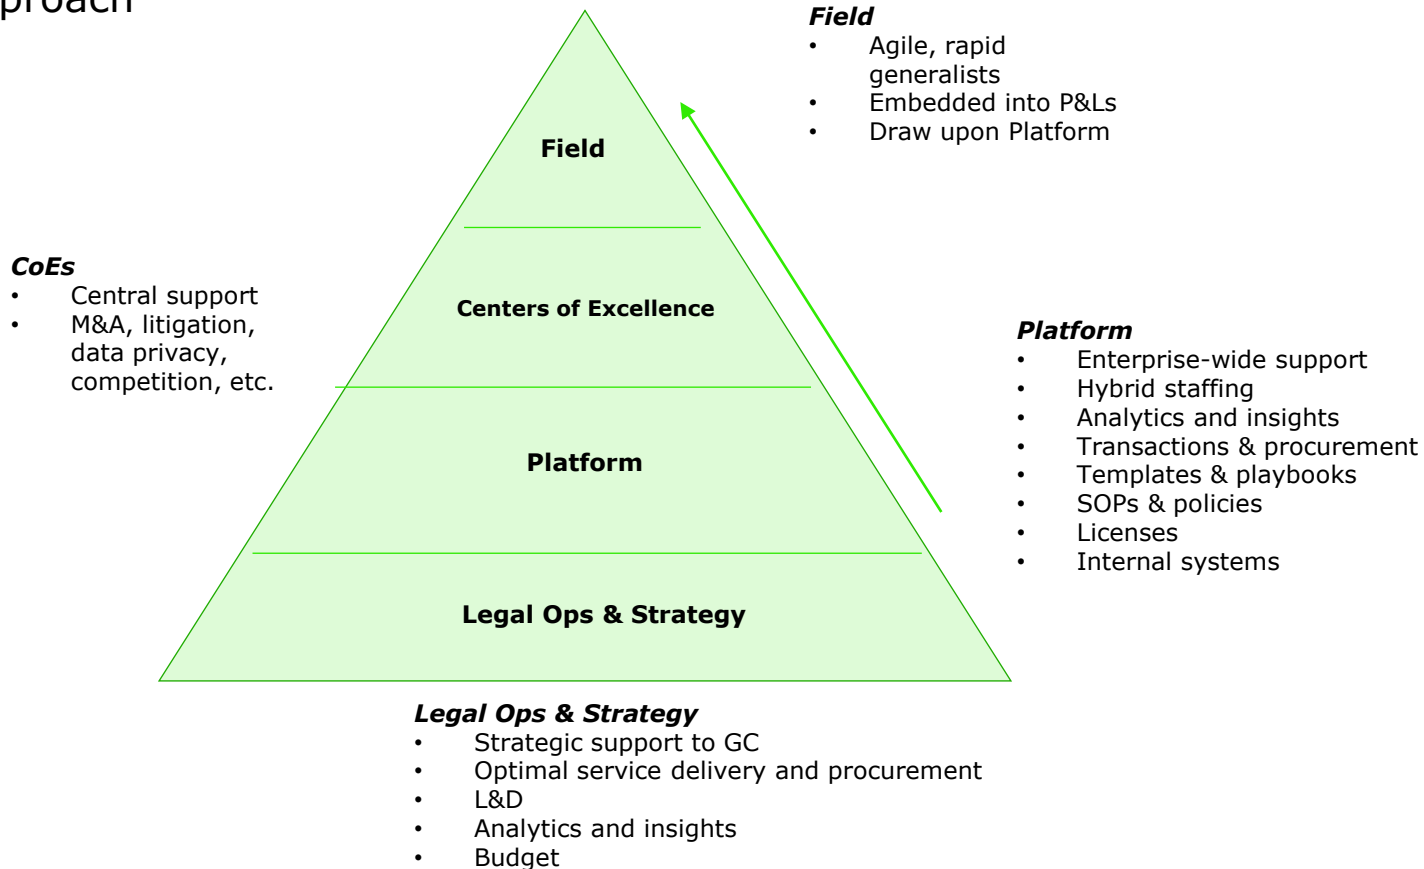 Field
• Agile, rapid
generalists
• Embedded into P&Ls
• Draw upon Platform
Field
CoEs
• Central support
• M&A, litigation,
data privacy,
competition, etc.
Centers of Excellence
Platform
• Enterprise-wide support
• Hybrid staffing
• Analytics and insights
• Transactions & procurement
• Templates & playbooks
• SOPs & policies
• Licenses
• Internal systems
Platform
Legal Ops & Strategy
Legal Ops & Strategy
• Strategic support to GC
• Optimal service delivery and procurement
• L&D
• Analytics and insights
• Budget